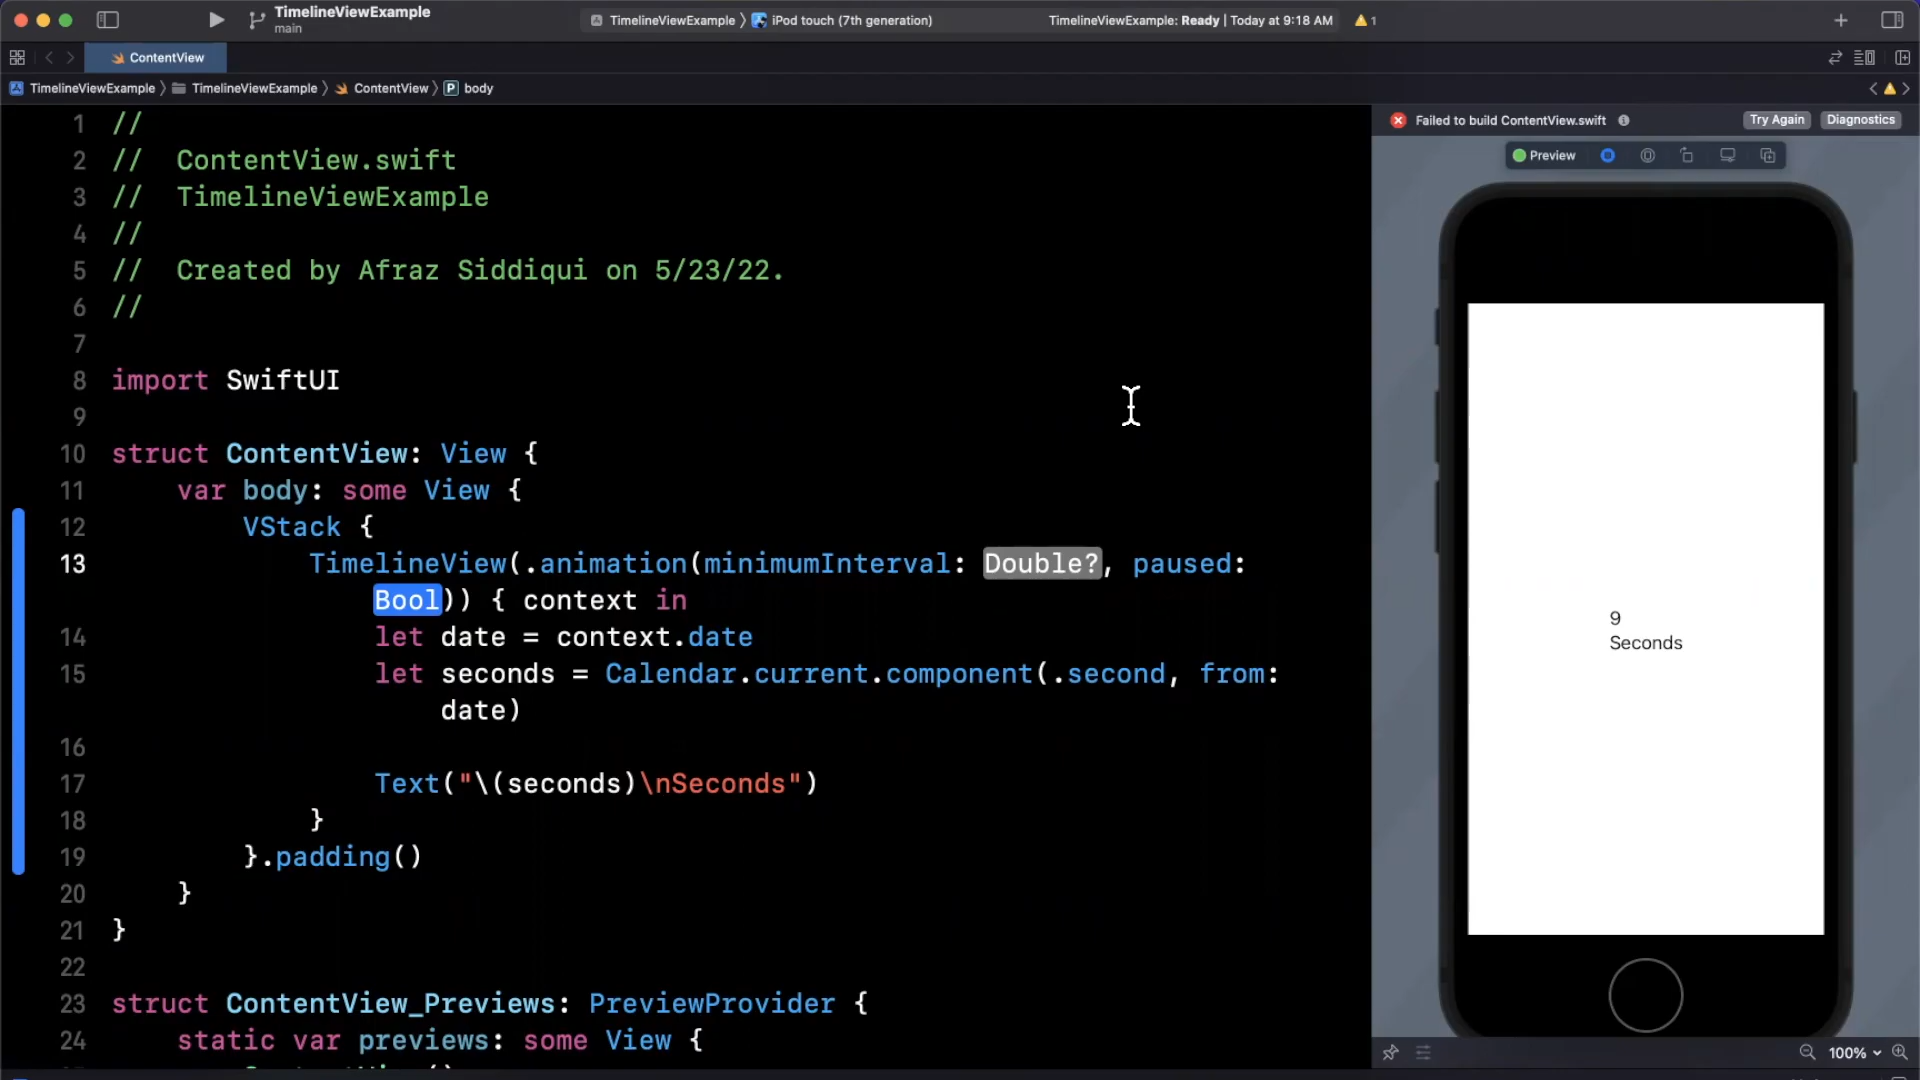 TimelineViewExample
main
TimelineViewExample 〉 iPod touch (7th generation)
TimelineViewExample: Ready | Today at 9:18 AM
1
ContentView
TimelineViewExample 〉 TimelineViewExample 〉 ContentView 〉 P body
Failed to build ContentView.swift
Try Again
Diagnostics
Preview
1 //
2 //  ContentView.swift
3 //  TimelineViewExample
4 //
5 //  Created by Afraz Siddiqui on 5/23/22.
6 //
7
8 import SwiftUI
9
10 struct ContentView: View {
11     var body: some View {
12         VStack {
13             TimelineView(.animation(minimumInterval: Double?, paused:
Bool)) { context in
14                 let date = context.date
15                 let seconds = Calendar.current.component(.second, from:
date)
16
17                 Text("\(seconds)\nSeconds")
18             }
19         }.padding()
20     }
21 }
22
23 struct ContentView_Previews: PreviewProvider {
24     static var previews: some View {
9
Seconds
100%